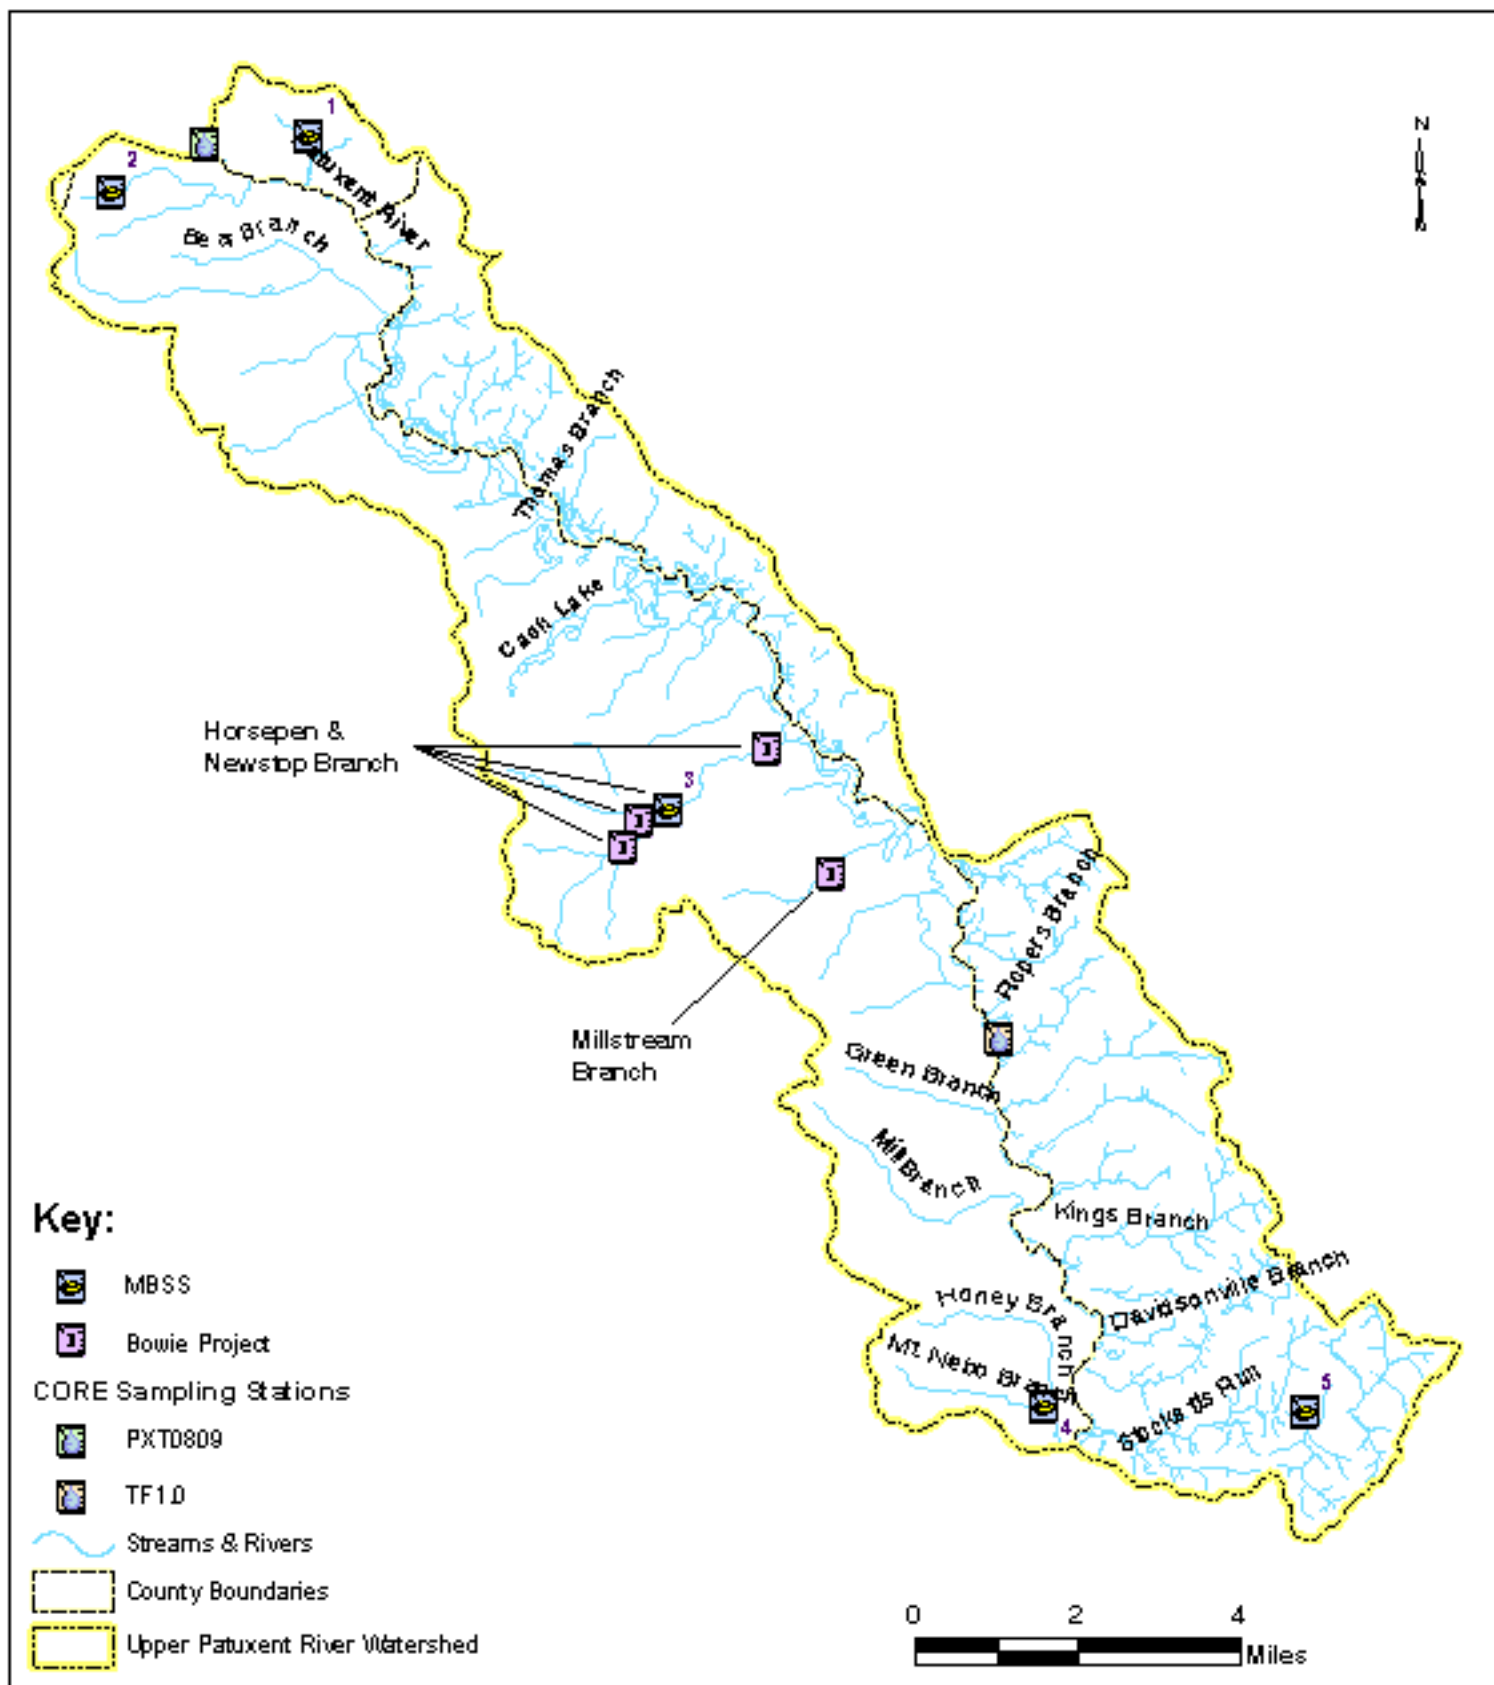 N
1
2
Patuxent River
Bear Branch
Thomas Branch
Cash Lake
Horsepen &
Newstop Branch
3
Ropers Branch
Millstream
Branch
Green Branch
Mill Branch
Kings Branch
Davidsonville Branch
Honey Branch
Mt. Nebo Branch
Stocketts Run
5
4
Key:
MBSS
Bowie Project
CORE Sampling Stations
PXT0809
TF1.0
Streams & Rivers
County Boundaries
Upper Patuxent River Watershed
0 2 4
Miles